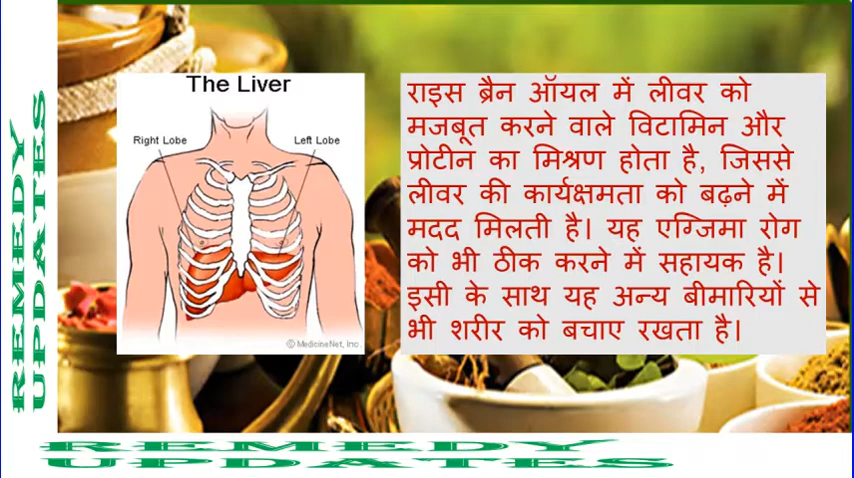 REMEDY
UPDATES
The Liver
Right Lobe
Left Lobe
© MedicineNet, Inc.
राइस ब्रैन ऑयल में लीवर को
मजबूत करने वाले विटामिन और
प्रोटीन का मिश्रण होता है, जिससे
लीवर की कार्यक्षमता को बढ़ने में
मदद मिलती है। यह एग्जिमा रोग
को भी ठीक करने में सहायक है।
इसी के साथ यह अन्य बीमारियों से
भी शरीर को बचाए रखता है।
REMEDY
UPDATES